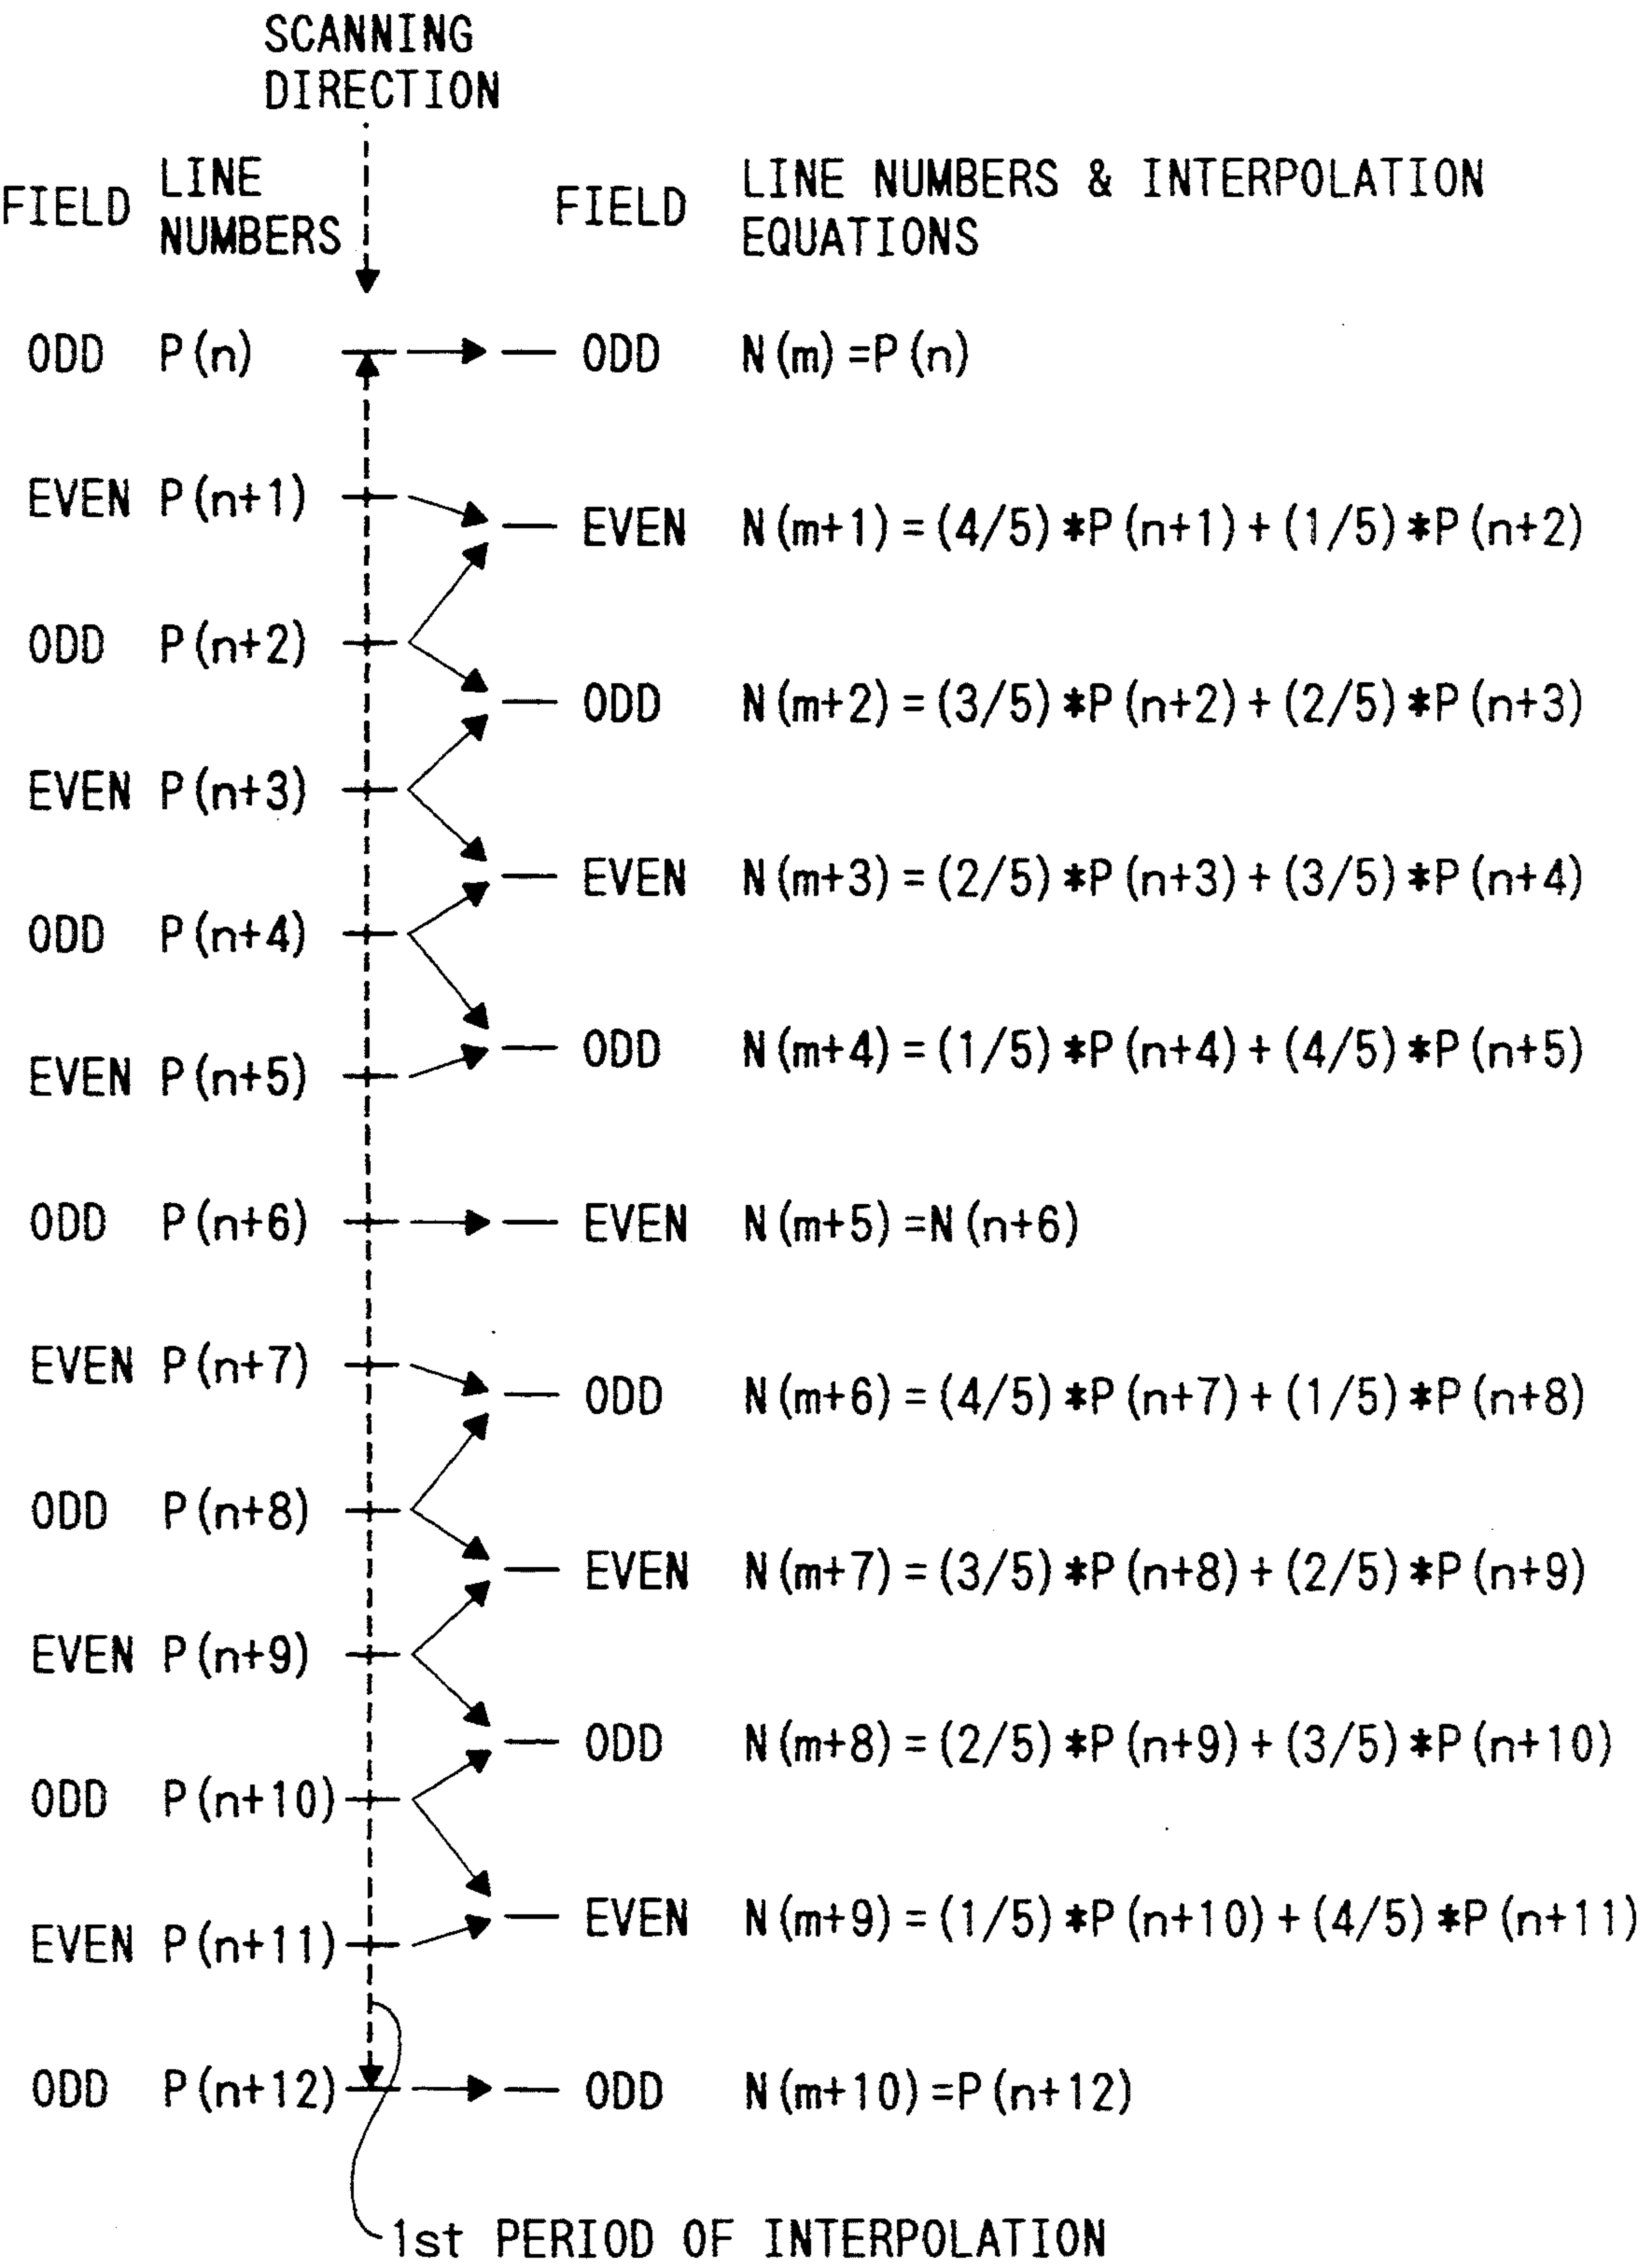 SCANNING
DIRECTION
FIELD LINE NUMBERS FIELD LINE NUMBERS & INTERPOLATION EQUATIONS
ODD P(n) ODD N(m)=P(n)
EVEN P(n+1)
EVEN N(m+1)=(4/5)*P(n+1)+(1/5)*P(n+2)
ODD P(n+2)
ODD N(m+2)=(3/5)*P(n+2)+(2/5)*P(n+3)
EVEN P(n+3)
EVEN N(m+3)=(2/5)*P(n+3)+(3/5)*P(n+4)
ODD P(n+4)
ODD N(m+4)=(1/5)*P(n+4)+(4/5)*P(n+5)
EVEN P(n+5)
ODD P(n+6) EVEN N(m+5)=N(n+6)
EVEN P(n+7)
ODD N(m+6)=(4/5)*P(n+7)+(1/5)*P(n+8)
ODD P(n+8)
EVEN N(m+7)=(3/5)*P(n+8)+(2/5)*P(n+9)
EVEN P(n+9)
ODD N(m+8)=(2/5)*P(n+9)+(3/5)*P(n+10)
ODD P(n+10)
EVEN N(m+9)=(1/5)*P(n+10)+(4/5)*P(n+11)
EVEN P(n+11)
ODD P(n+12) ODD N(m+10)=P(n+12)
1st PERIOD OF INTERPOLATION